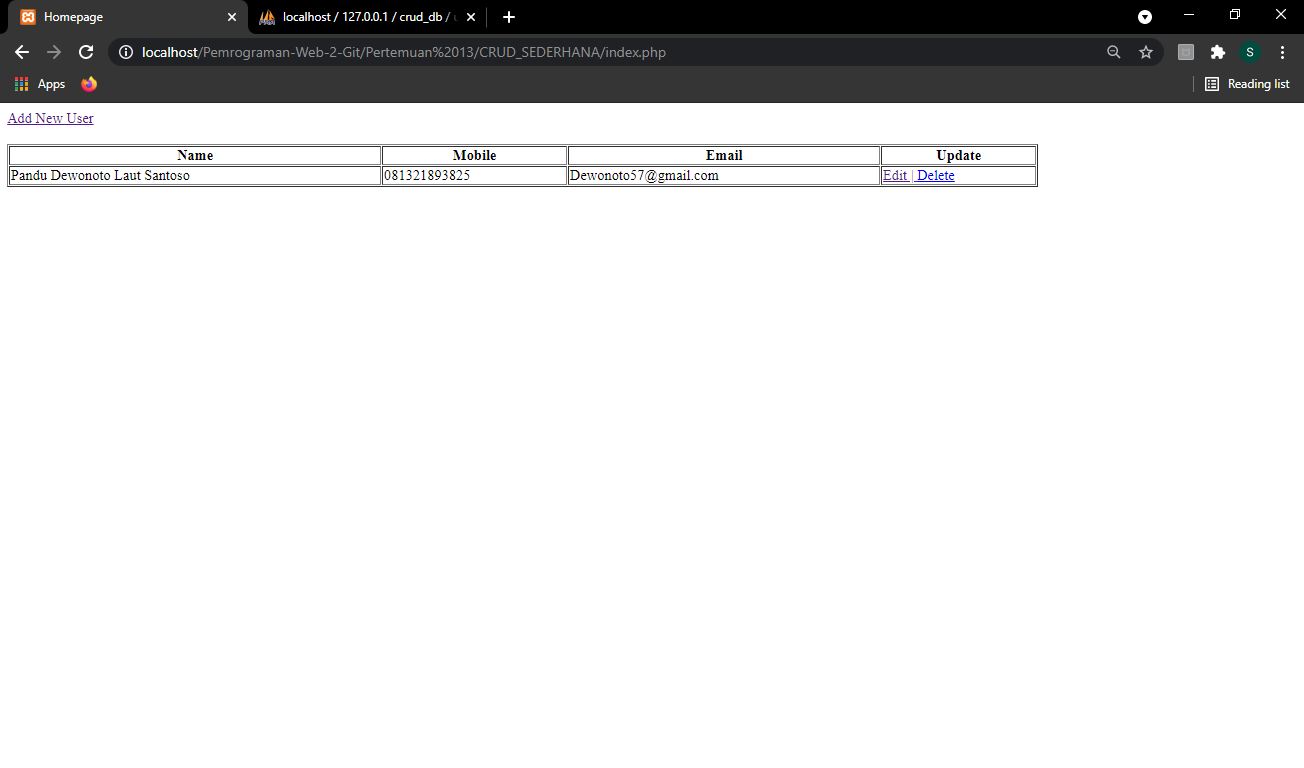 Homepage
localhost / 127.0.0.1 / crud_db /
localhost/Pemrograman-Web-2-Git/Pertemuan%2013/CRUD_SEDERHANA/index.php
S
Apps
Reading list
Add New User
Name Mobile Email Update
Pandu Dewonoto Laut Santoso 081321893825 Dewonoto57@gmail.com Edit | Delete